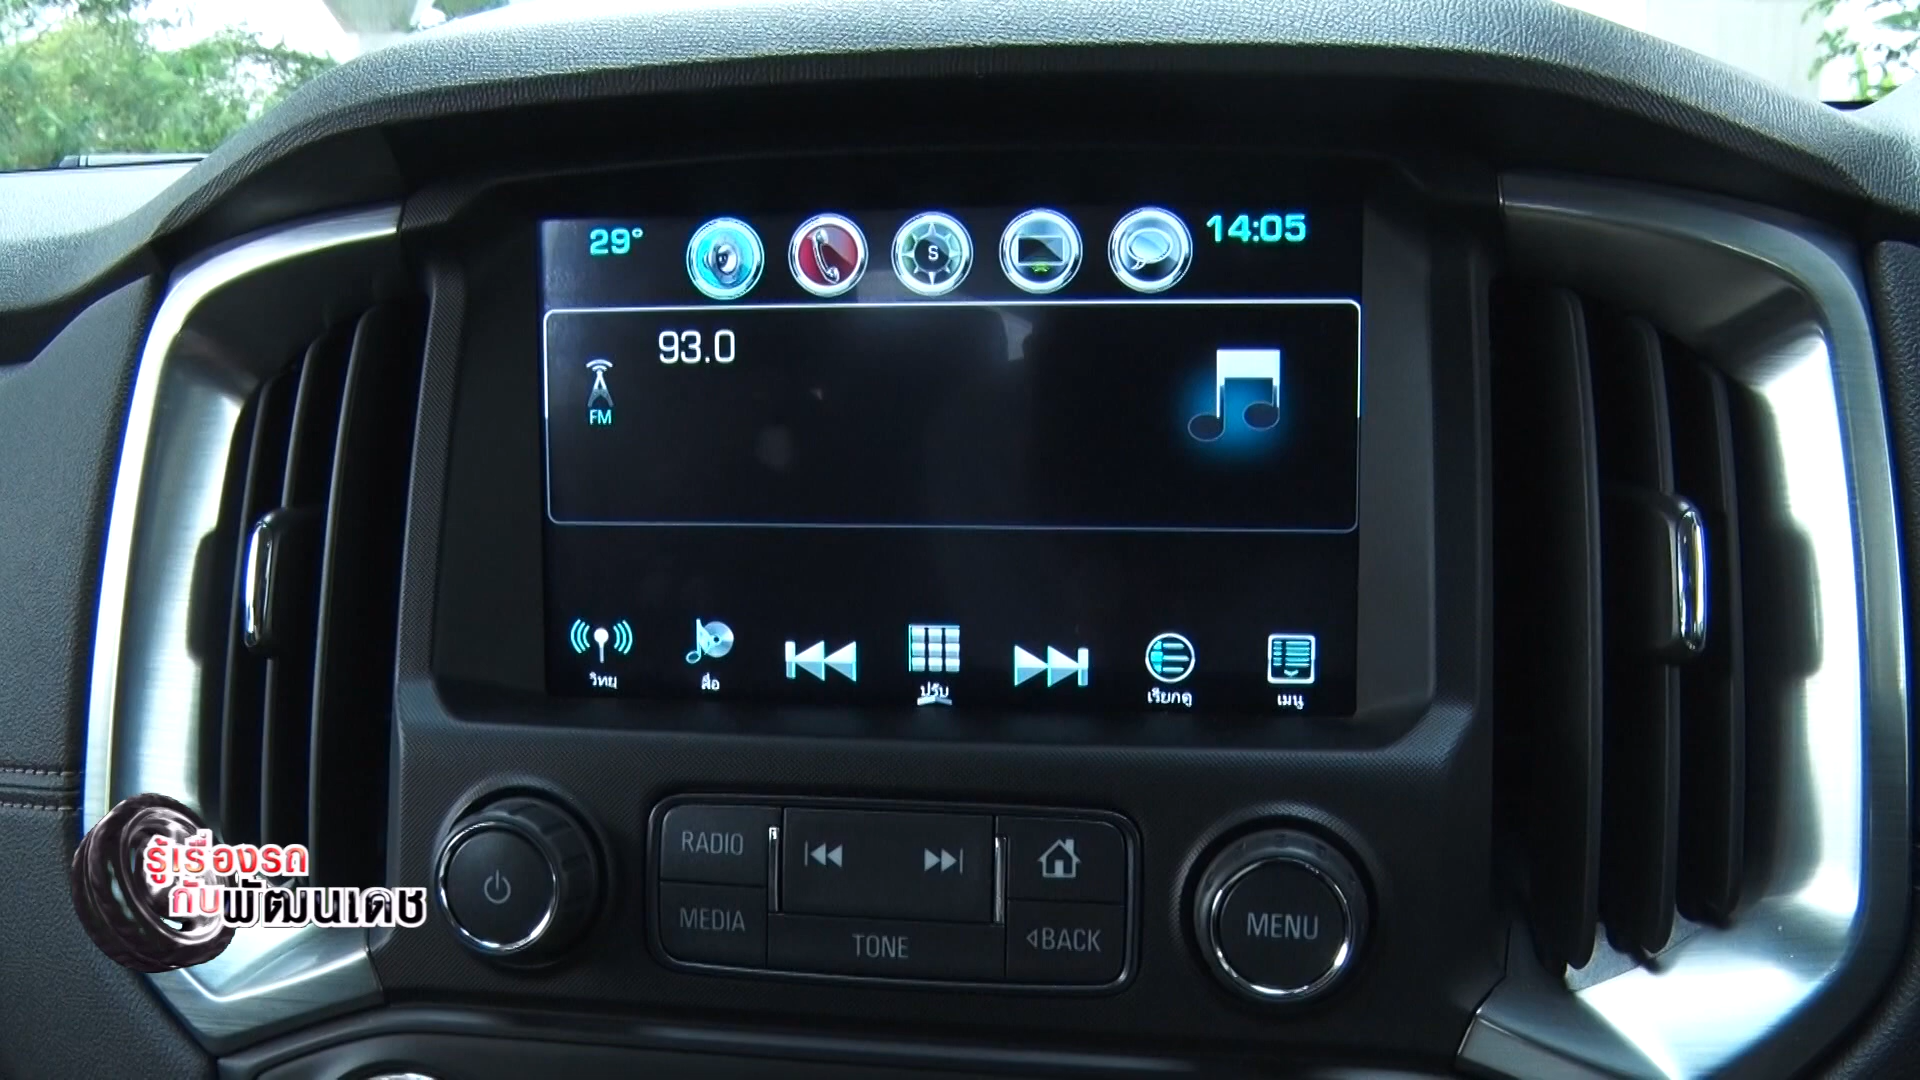 29°
S
14:05
93.0
FM
วิทยุ
สื่อ
ปรับ
เรียกดู
เมนู
RADIO
MEDIA
TONE
BACK
MENU
รู้เรื่องรถ
กับพัฒนเดช